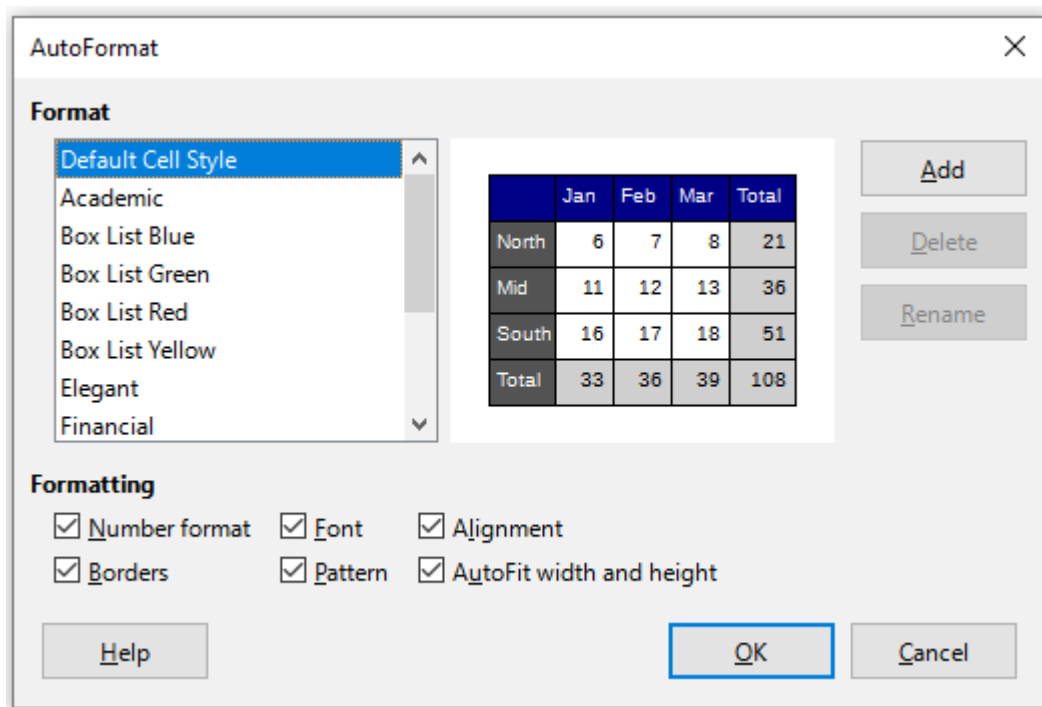 AutoFormat
Format
Default Cell Style
Academic
Box List Blue
Box List Green
Box List Red
Box List Yellow
Elegant
Financial
Jan Feb Mar Total
North 6 7 8 21
Mid 11 12 13 36
South 16 17 18 51
Total 33 36 39 108
Add
Delete
Rename
Formatting
Number format Font Alignment
Borders Pattern AutoFit width and height
Help OK Cancel